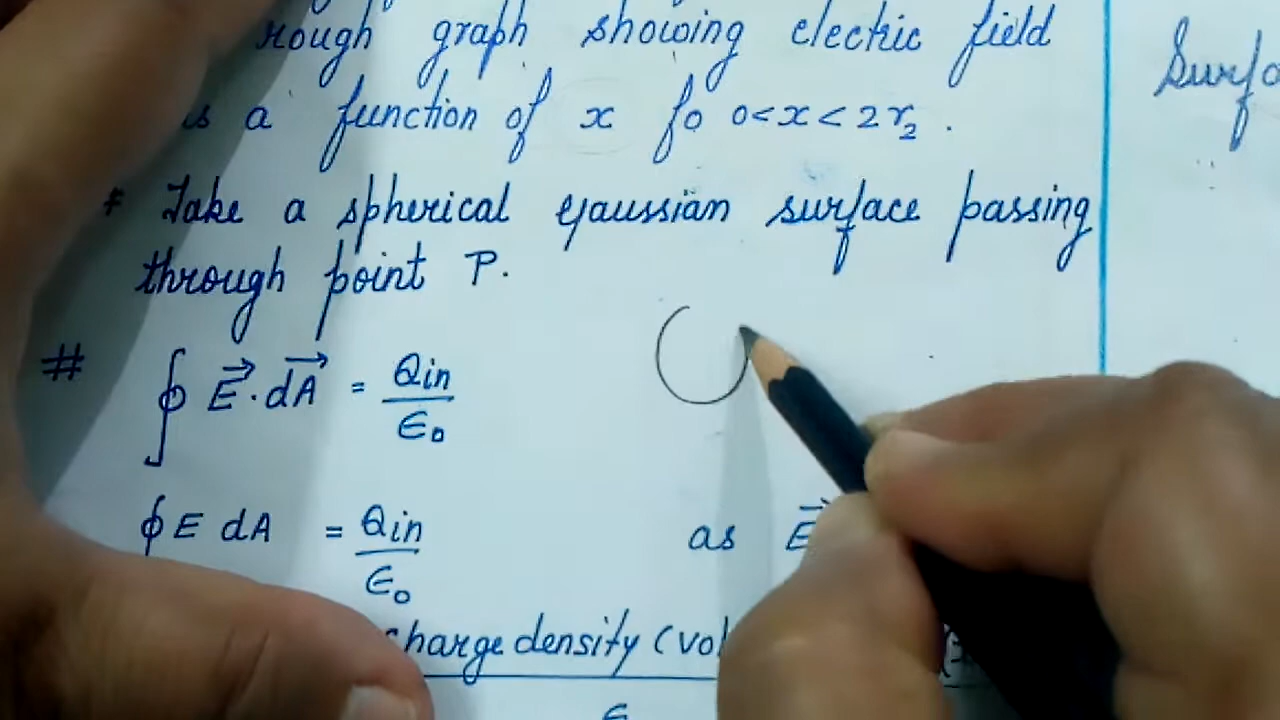 rough graph showing electric field
as a function of x fo 0<x<2r₂ .
Take a spherical gaussian surface passing
through point P.
# ∮ E⃗ . dA⃗ = Qin/ϵ₀
∮ E dA = Qin/ϵ₀ as E⃗
charge density (vol
Surfa